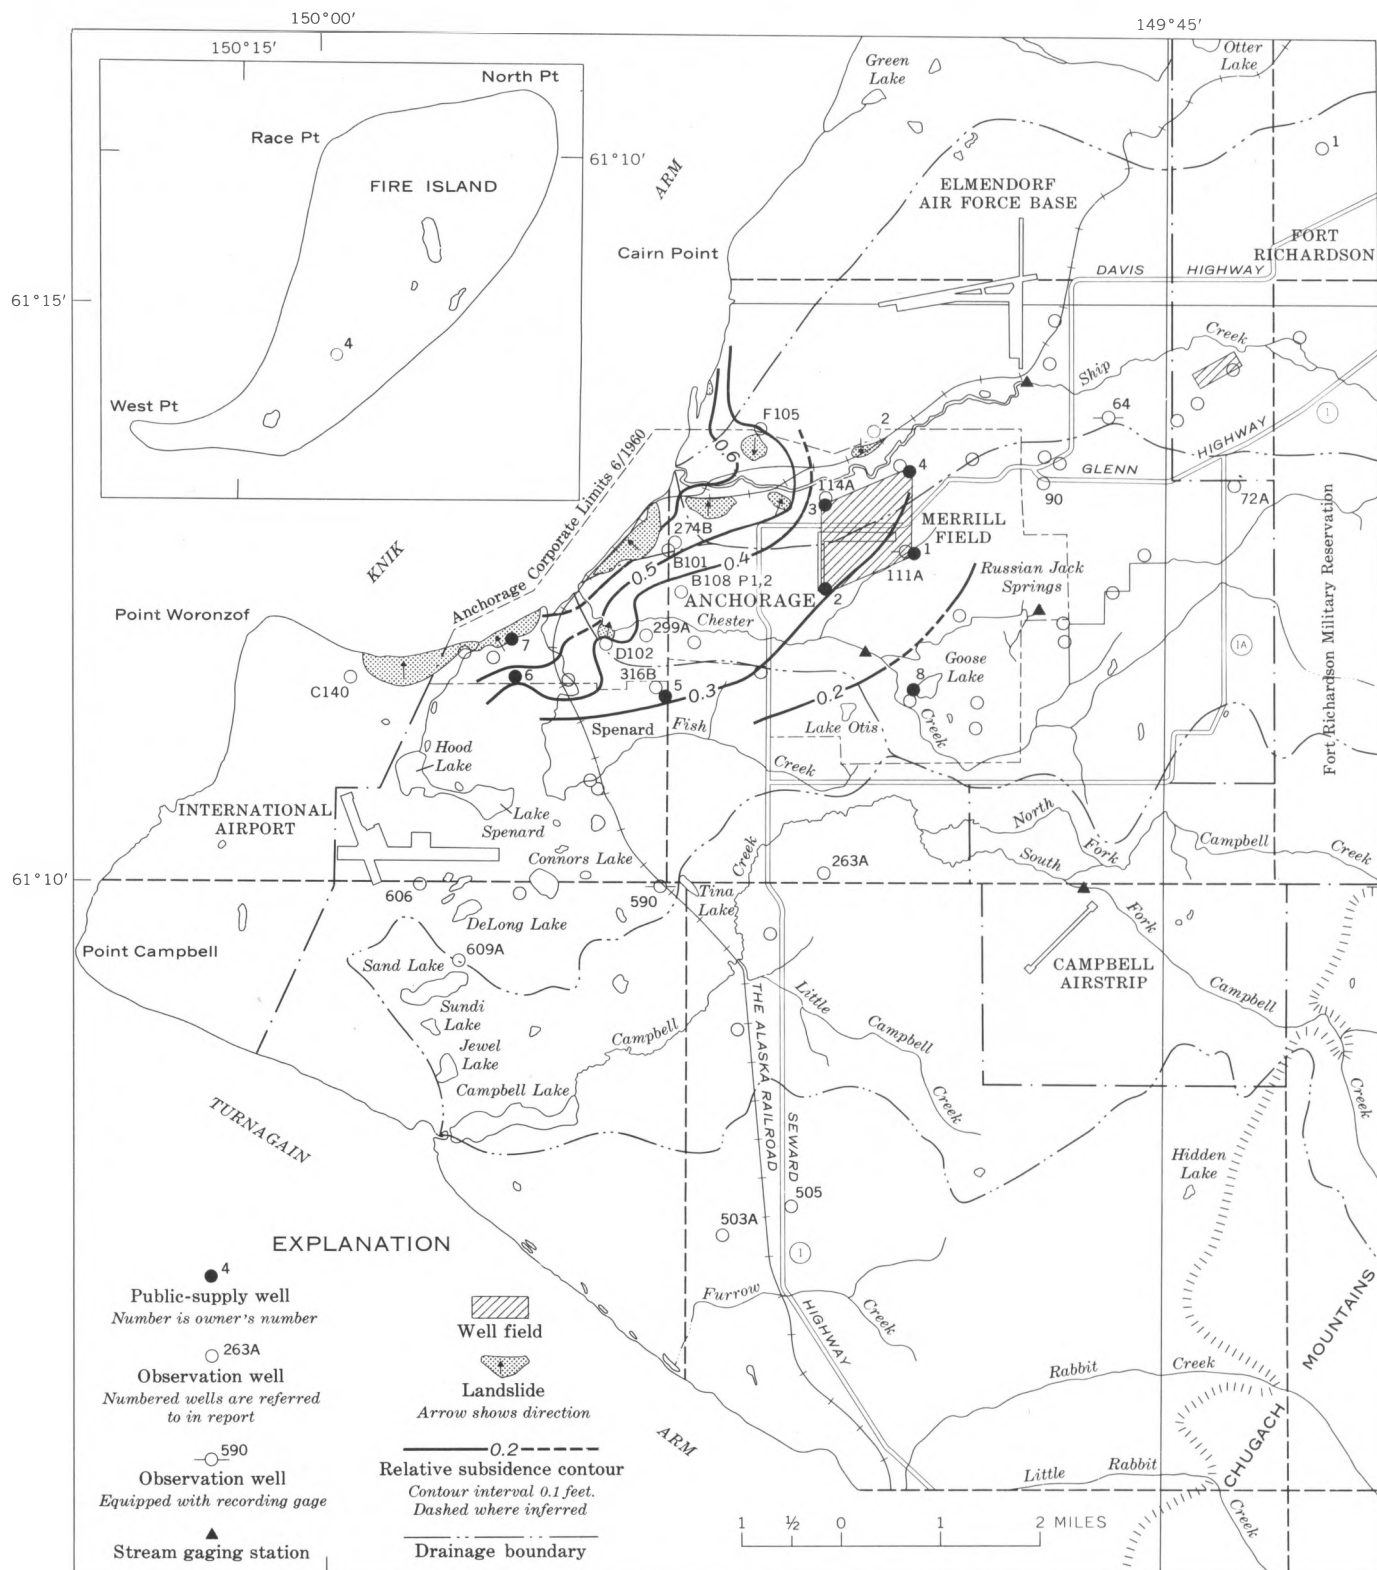 150°00'
149°45'
150°15'
North Pt
Race Pt
61°10'
FIRE ISLAND
4
West Pt
61°15'
Green
Lake
Otter
Lake
1
ARM
ELMENDORF
AIR FORCE BASE
Cairn Point
FORT
RICHARDSON
DAVIS HIGHWAY
Ship
Creek
F105
2
64
1
0.6
HIGHWAY
GLENN
Anchorage Corporate Limits 6/1960
4
114A
3
90
72A
MERRILL
FIELD
274B
KNIK
B101
0.5
0.4
1
111A
Russian Jack
Springs
B108 P1,2
2
ANCHORAGE
Point Woronzof
Chester
299A
7
D102
1A
Fort Richardson Military Reservation
C140
6
316B
5
0.3
0.2
8
Goose
Lake
Spenard
Fish
Lake Otis
Creek
Hood
Lake
Creek
INTERNATIONAL
AIRPORT
Lake
Spenard
North
Fork
South
Campbell
Creek
Connors Lake
Creek
263A
61°10'
606
590
Tina
Lake
Fork
DeLong Lake
Point Campbell
609A
Sand Lake
CAMPBELL
AIRSTRIP
Sundi
Lake
Little
Campbell
Campbell
Campbell
Jewel
Lake
THE ALASKA RAILROAD
Campbell Lake
Creek
Creek
TURNAGAIN
SEWARD
Hidden
Lake
505
503A
1
EXPLANATION
4
Public-supply well
Number is owner's number
Furrow
Creek
HIGHWAY
MOUNTAINS
Well field
263A
Observation well
Numbered wells are referred
to in report
Landslide
Arrow shows direction
Rabbit
Creek
CHUGACH
ARM
0.2
590
Relative subsidence contour
Observation well
Contour interval 0.1 feet.
Equipped with recording gage
Dashed where inferred
Little
Rabbit
Creek
1 ½ 0 1 2 MILES
Stream gaging station
Drainage boundary